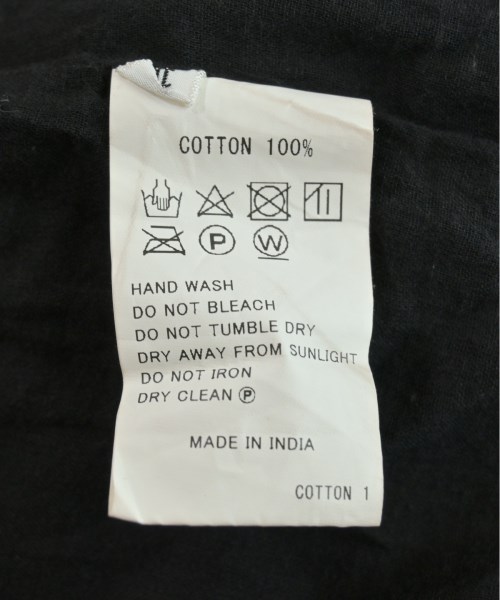 COTTON 100%
P W
HAND WASH
DO NOT BLEACH
DO NOT TUMBLE DRY
DRY AWAY FROM SUNLIGHT
DO NOT IRON
DRY CLEAN Ⓟ
MADE IN INDIA
COTTON 1